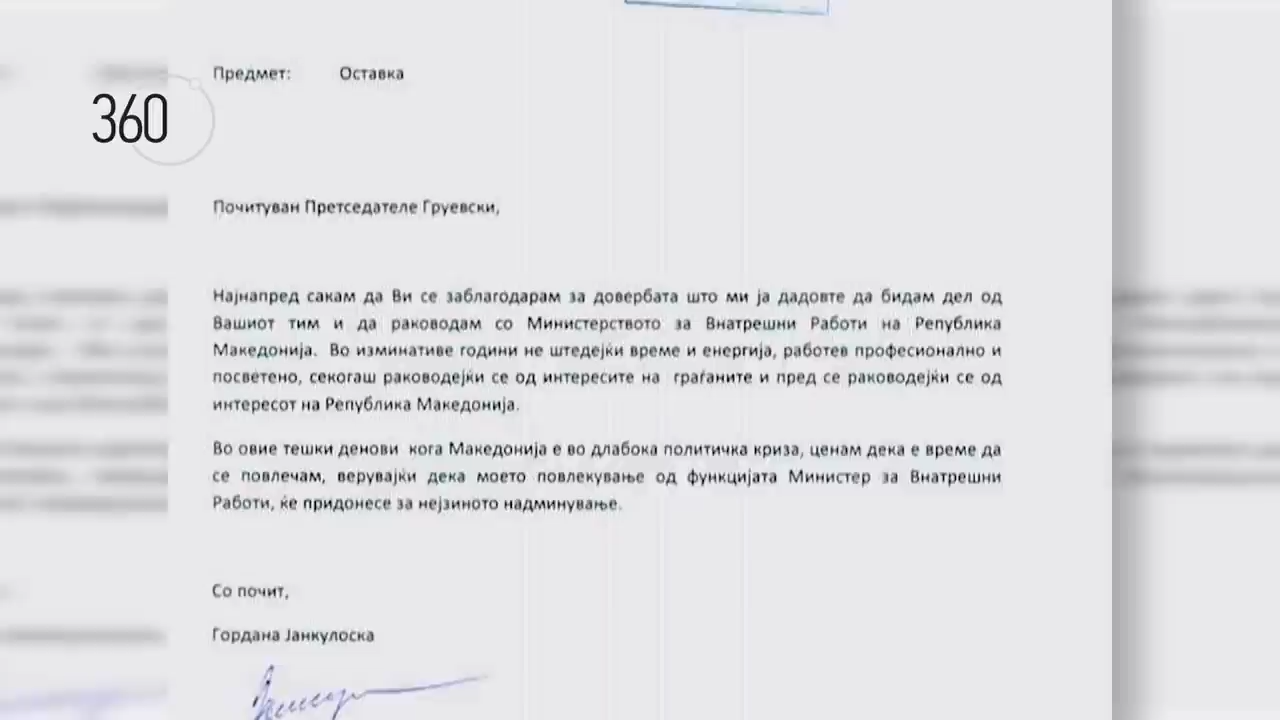 Предмет: Оставка
360
Почитуван Претседателе Груевски,
Најнапред сакам да Ви се заблагодарам за довербата што ми ја дадовте да бидам дел од
Вашиот тим и да раководам со Министерството за Внатрешни Работи на Република
Македонија. Во изминативе години не штедејќи време и енергија, работев професионално и
посветено, секогаш раководејќи се од интересите на граѓаните и пред се раководејќи се од
интересот на Република Македонија.
Во овие тешки денови кога Македонија е во длабока политичка криза, ценам дека е време да
се повлечам, верувајки дека моето повлекување од функцијата Министер за Внатрешни
Работи, ќе придонесе за нејзиното надминување.
Со почит,
Гордана Јанкулоска